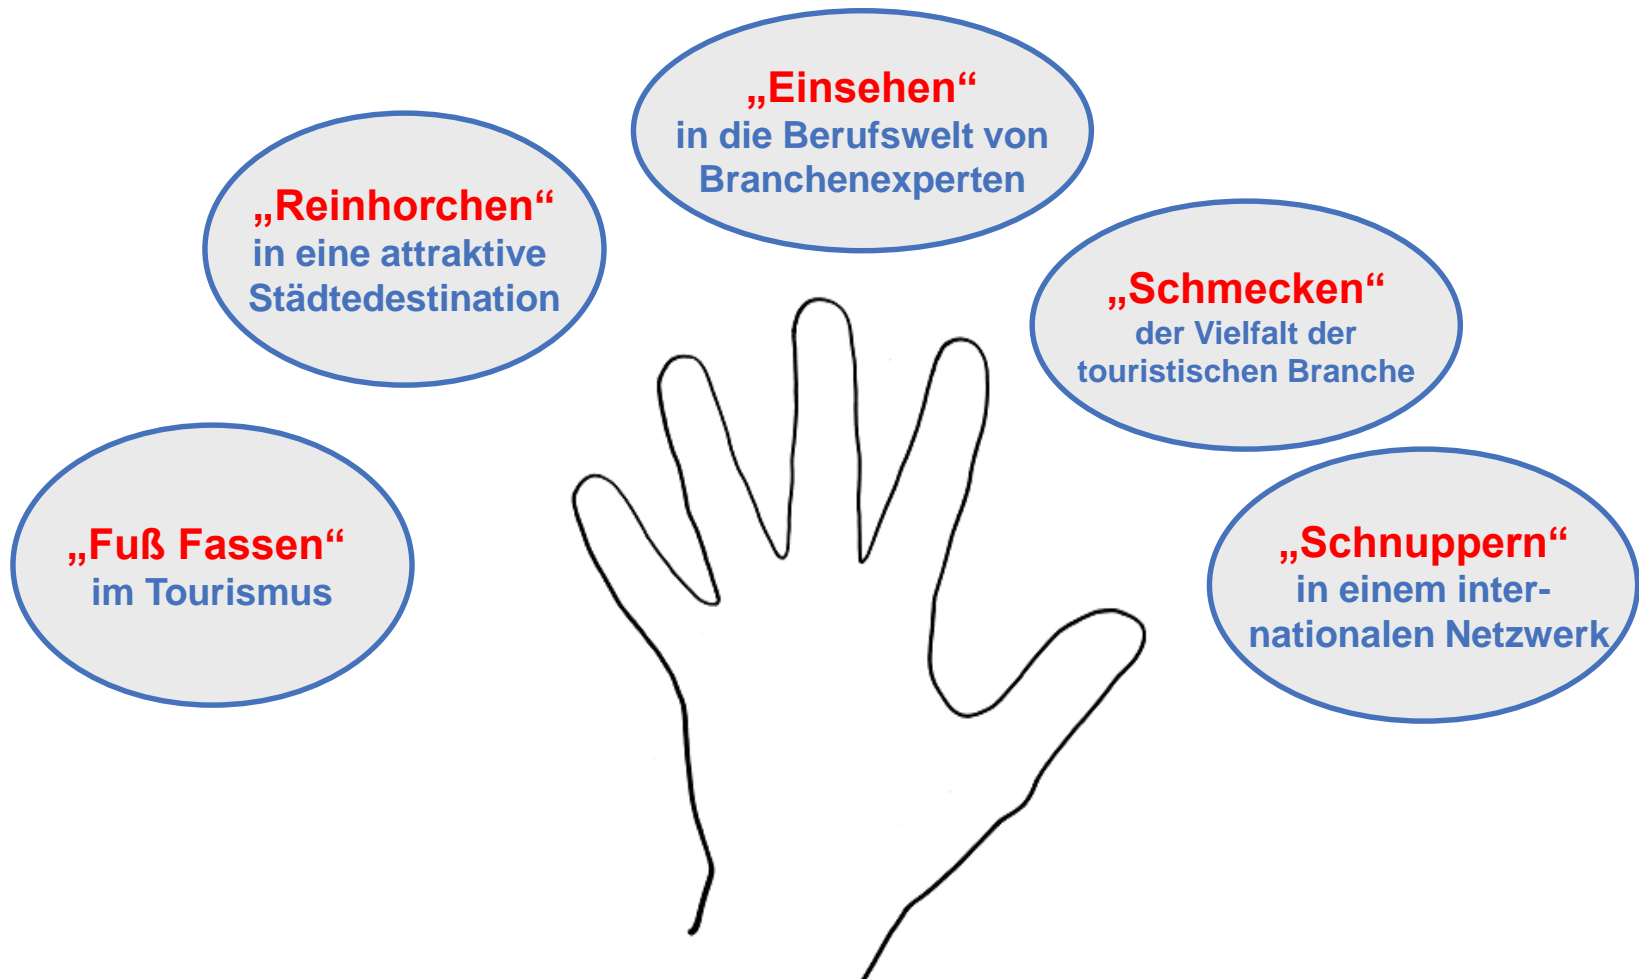 „Einsehen“
in die Berufswelt von
Branchenexperten
„Reinhorchen“
in eine attraktive
Städtedestination
„Schmecken“
der Vielfalt der
touristischen Branche
„Fuß Fassen“
im Tourismus
„Schnuppern“
in einem inter-
nationalen Netzwerk